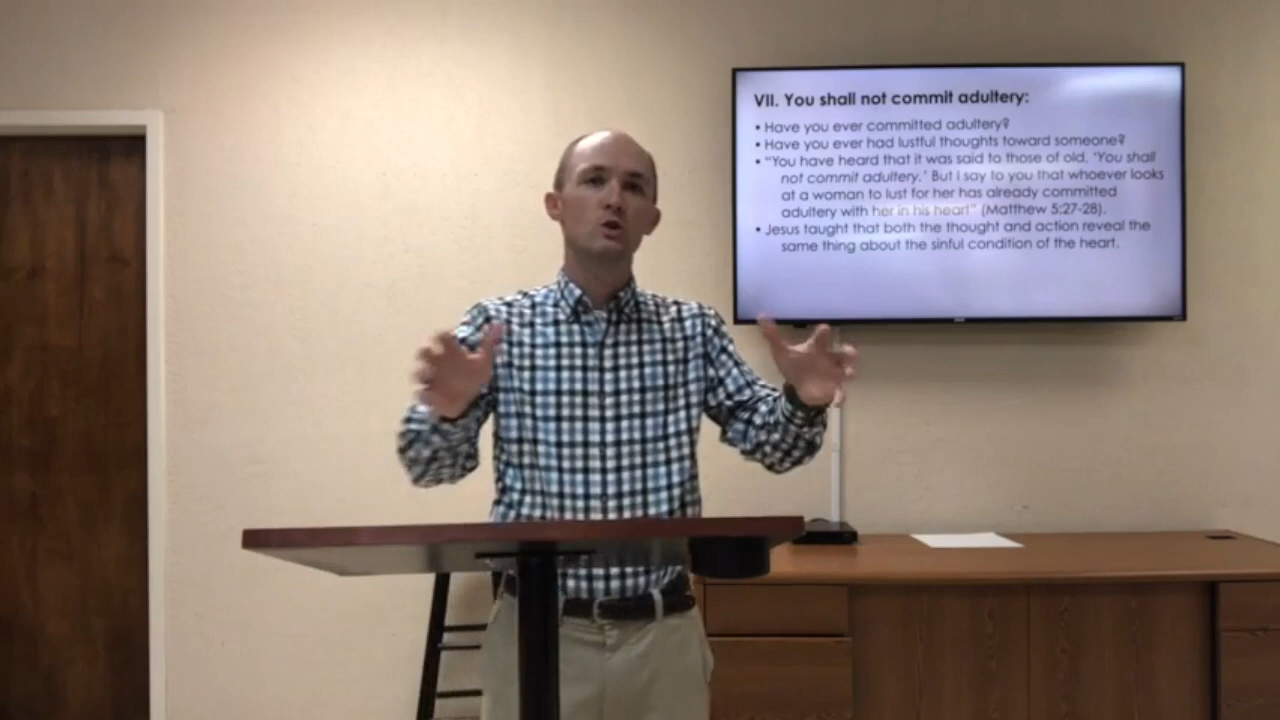 VII. You shall not commit adultery:
• Have you ever committed adultery?
• Have you ever had lustful thoughts toward someone?
• “You have heard that it was said to those of old, ‘You shall
not commit adultery.’ But I say to you that whoever looks
at a woman to lust for her has already committed
adultery with her in his heart” (Matthew 5:27-28).
• Jesus taught that both the thought and action reveal the
same thing about the sinful condition of the heart.